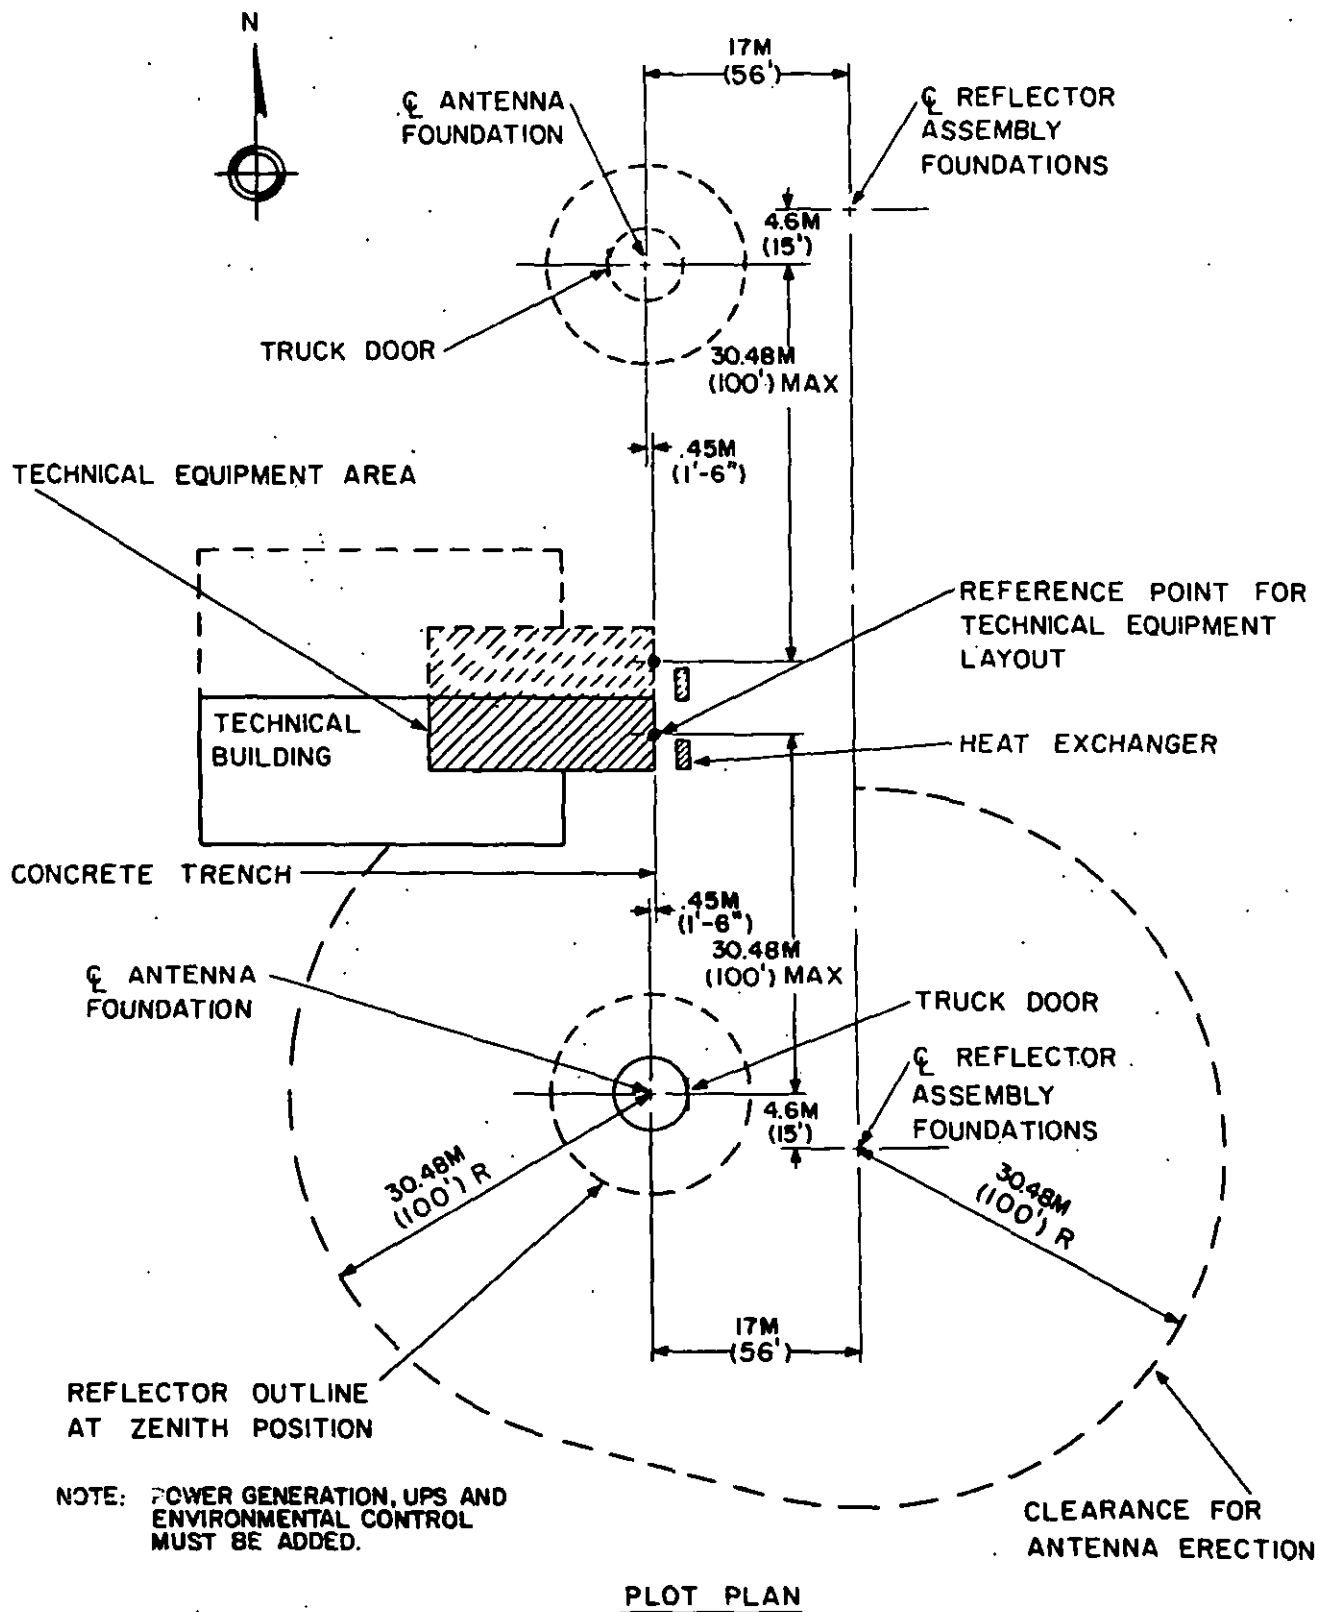 N
17M
(56')
℄ ANTENNA
FOUNDATION
℄ REFLECTOR
ASSEMBLY
FOUNDATIONS
4.6M
(15')
TRUCK DOOR
30.48M
(100') MAX
.45M
(1'-6")
TECHNICAL EQUIPMENT AREA
REFERENCE POINT FOR
TECHNICAL EQUIPMENT
LAYOUT
TECHNICAL
BUILDING
HEAT EXCHANGER
CONCRETE TRENCH
.45M
(1'-6")
30.48M
(100') MAX
℄ ANTENNA
FOUNDATION
TRUCK DOOR
℄ REFLECTOR
ASSEMBLY
FOUNDATIONS
4.6M
(15')
30.48M
(100') R
30.48M
(100') R
17M
(56')
REFLECTOR OUTLINE
AT ZENITH POSITION
NOTE: POWER GENERATION, UPS AND
ENVIRONMENTAL CONTROL
MUST BE ADDED.
CLEARANCE FOR
ANTENNA ERECTION
PLOT PLAN